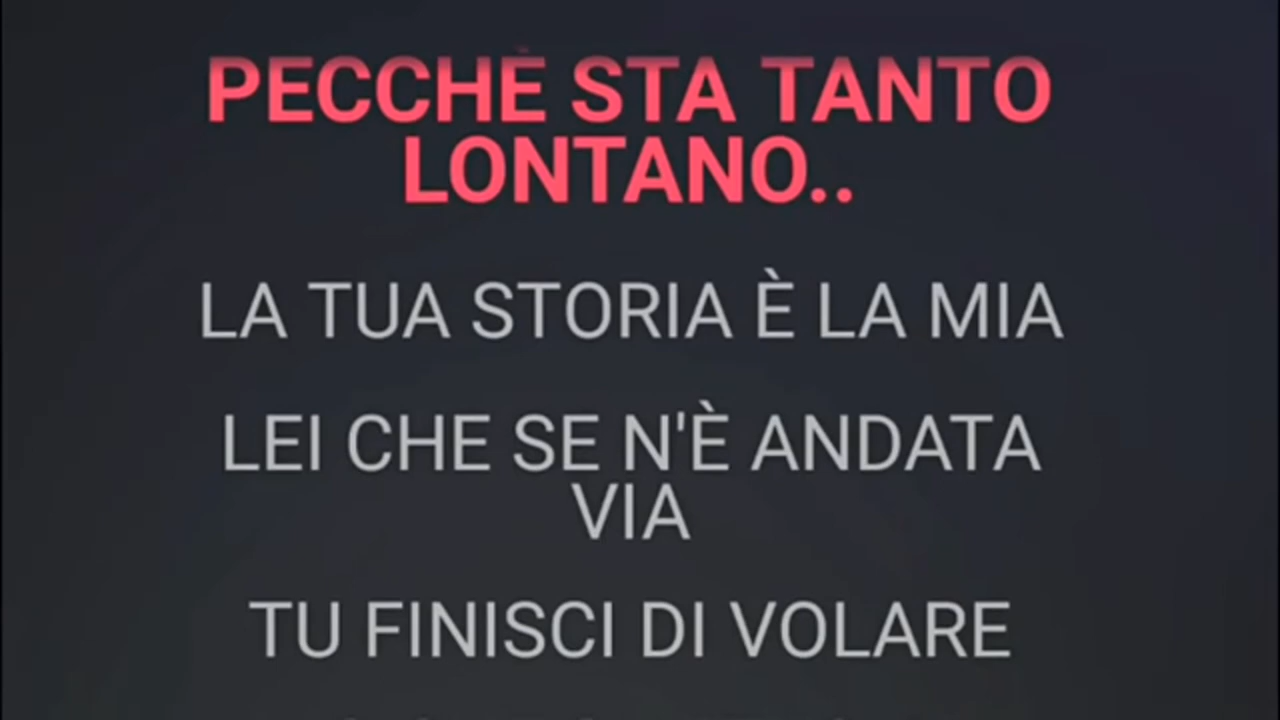 PECCHÈ STA TANTO
LONTANO..
LA TUA STORIA È LA MIA
LEI CHE SE N'È ANDATA
VIA
TU FINISCI DI VOLARE